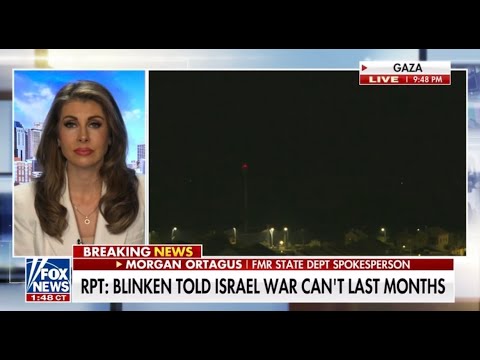 GAZA
LIVE 9:48 PM
BREAKING NEWS
MORGAN ORTAGUS FMR STATE DEPT SPOKESPERSON
FOX NEWS
RPT: BLINKEN TOLD ISRAEL WAR CAN'T LAST MONTHS
1:48 CT